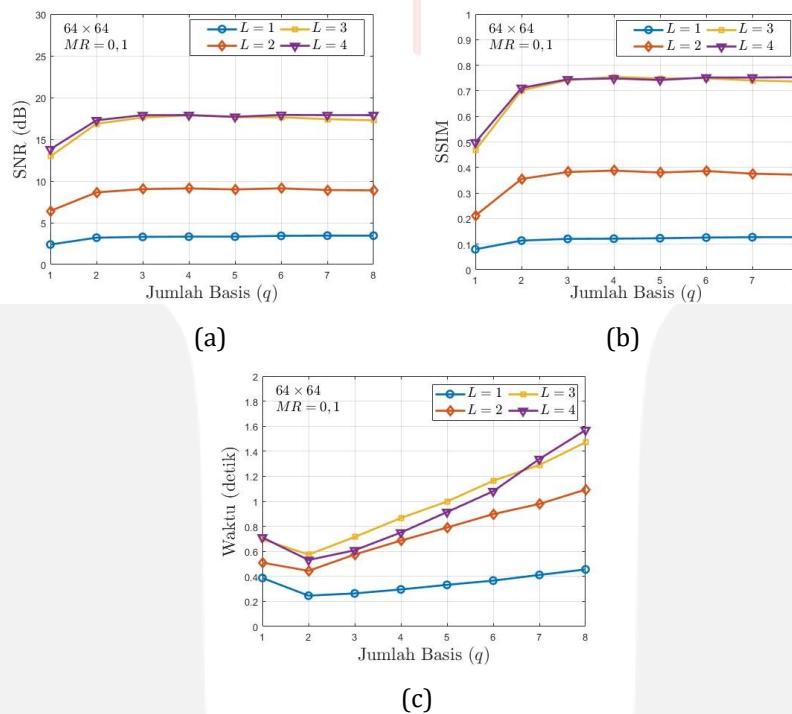 64 × 64
MR = 0,1
L = 1 L = 3
L = 2 L = 4
30
25
20
15
10
5
0
SNR (dB)
1 2 3 4 5 6 7 8
Jumlah Basis (q)
(a)
64 × 64
MR = 0,1
L = 1 L = 3
L = 2 L = 4
1
0.9
0.8
0.7
0.6
0.5
0.4
0.3
0.2
0.1
0
SSIM
1 2 3 4 5 6 7
Jumlah Basis (q)
(b)
64 × 64
MR = 0,1
L = 1 L = 3
L = 2 L = 4
2
1.8
1.6
1.4
1.2
1
0.8
0.6
0.4
0.2
0
Waktu (detik)
1 2 3 4 5 6 7 8
Jumlah Basis (q)
(c)